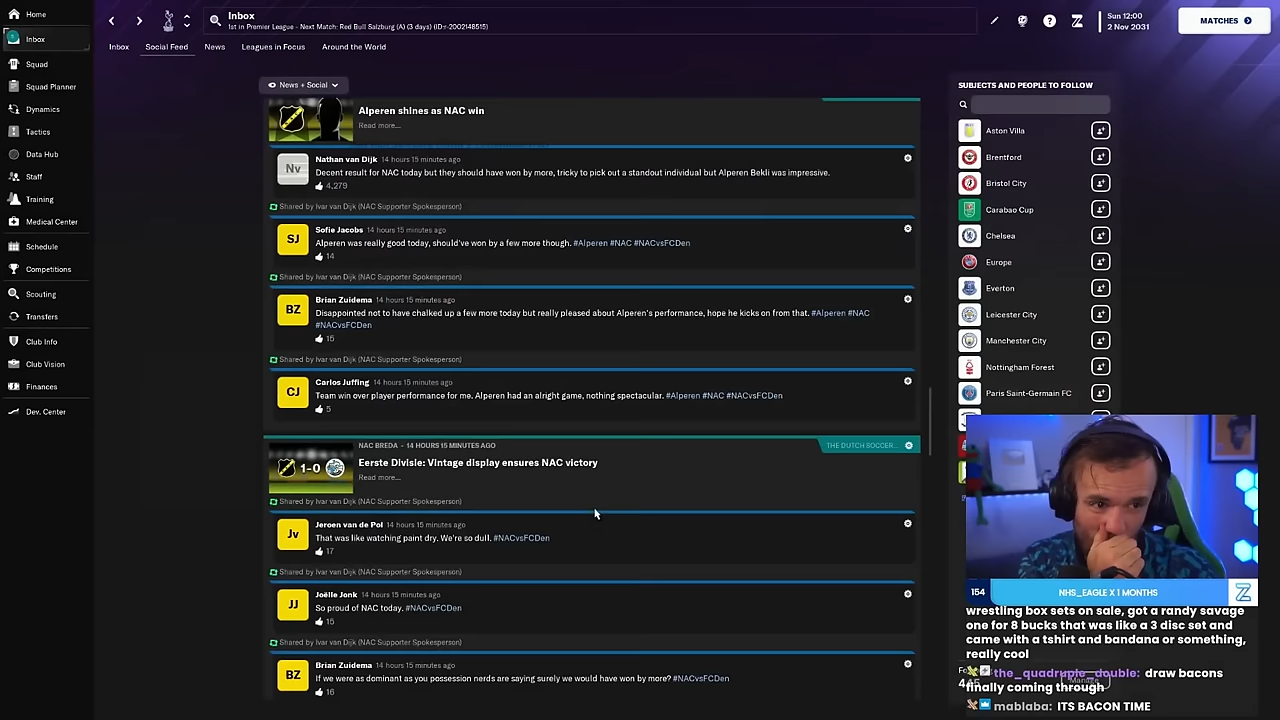 Home
Inbox
Squad
Squad Planner
Dynamics
Tactics
Data Hub
Staff
Training
Medical Center
Schedule
Competitions
Scouting
Transfers
Club Info
Club Vision
Finances
Dev. Center
Inbox
1st in Premier League - Next Match: Red Bull Salzburg (A) (3 days) (ID:-2002148515)
Sun 12:00
2 Nov 2031
MATCHES
Inbox
Social Feed
News
Leagues in Focus
Around the World
News + Social
Alperen shines as NAC win
Read more...
Nv
Nathan van Dijk 14 hours 15 minutes ago
Decent result for NAC today but they should have won by more, tricky to pick out a standout individual but Alperen Bekli was impressive.
4,279
Shared by Ivar van Dijk (NAC Supporter Spokesperson)
SJ
Sofie Jacobs 14 hours 15 minutes ago
Alperen was really good today, should've won by a few more though. #Alperen #NAC #NACvsFCDen
14
Shared by Ivar van Dijk (NAC Supporter Spokesperson)
BZ
Brian Zuidema 14 hours 15 minutes ago
Disappointed not to have chalked up a few more today but really pleased about Alperen's performance, hope he kicks on from that. #Alperen #NAC
#NACvsFCDen
15
Shared by Ivar van Dijk (NAC Supporter Spokesperson)
CJ
Carlos Juffing 14 hours 15 minutes ago
Team win over player performance for me. Alperen had an alright game, nothing spectacular. #Alperen #NAC #NACvsFCDen
5
NAC BREDA - 14 HOURS 15 MINUTES AGO
THE DUTCH SOCCER...
1-0
Eerste Divisie: Vintage display ensures NAC victory
Read more...
Shared by Ivar van Dijk (NAC Supporter Spokesperson)
Jv
Jeroen van de Pol 14 hours 15 minutes ago
That was like watching paint dry. We're so dull. #NACvsFCDen
17
Shared by Ivar van Dijk (NAC Supporter Spokesperson)
JJ
Joëlle Jonk 14 hours 15 minutes ago
So proud of NAC today. #NACvsFCDen
15
Shared by Ivar van Dijk (NAC Supporter Spokesperson)
BZ
Brian Zuidema 14 hours 15 minutes ago
If we were as dominant as you possession nerds are saying surely we would have won by more? #NACvsFCDen
16
SUBJECTS AND PEOPLE TO FOLLOW
Aston Villa
Brentford
Bristol City
Carabao Cup
Chelsea
Europe
Everton
Leicester City
Manchester City
Nottingham Forest
Paris Saint-Germain FC
154
NHS_EAGLE X 1 MONTHS
wrestling box sets on sale, got a randy savage
one for 8 bucks that was like a 3 disc set and
came with a tshirt and bandana or something,
really cool
the_quadruple_double: draw bacons
finally coming through
Manage
mablaba: ITS BACON TIME